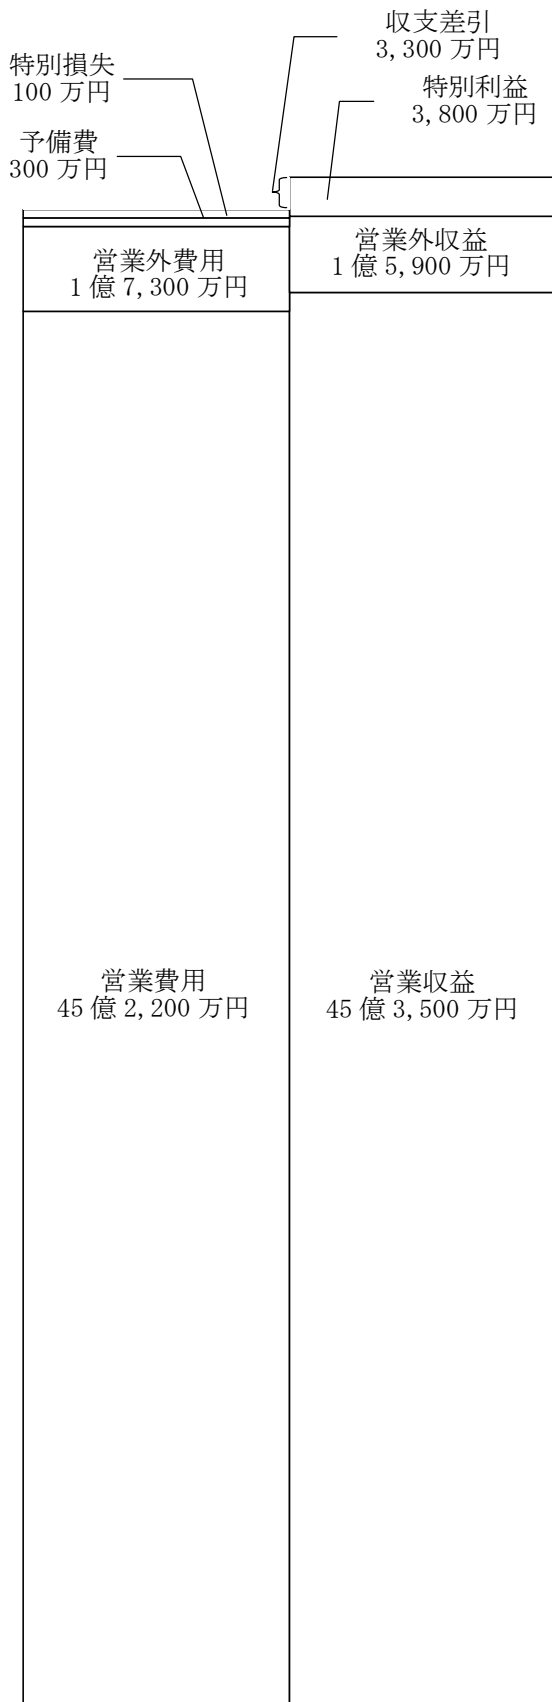 収支差引
3,300 万円
特別損失
100 万円
特別利益
3,800 万円
予備費
300 万円
営業外費用
1 億 7,300 万円
営業外収益
1 億 5,900 万円
営業費用
45 億 2,200 万円
営業収益
45 億 3,500 万円